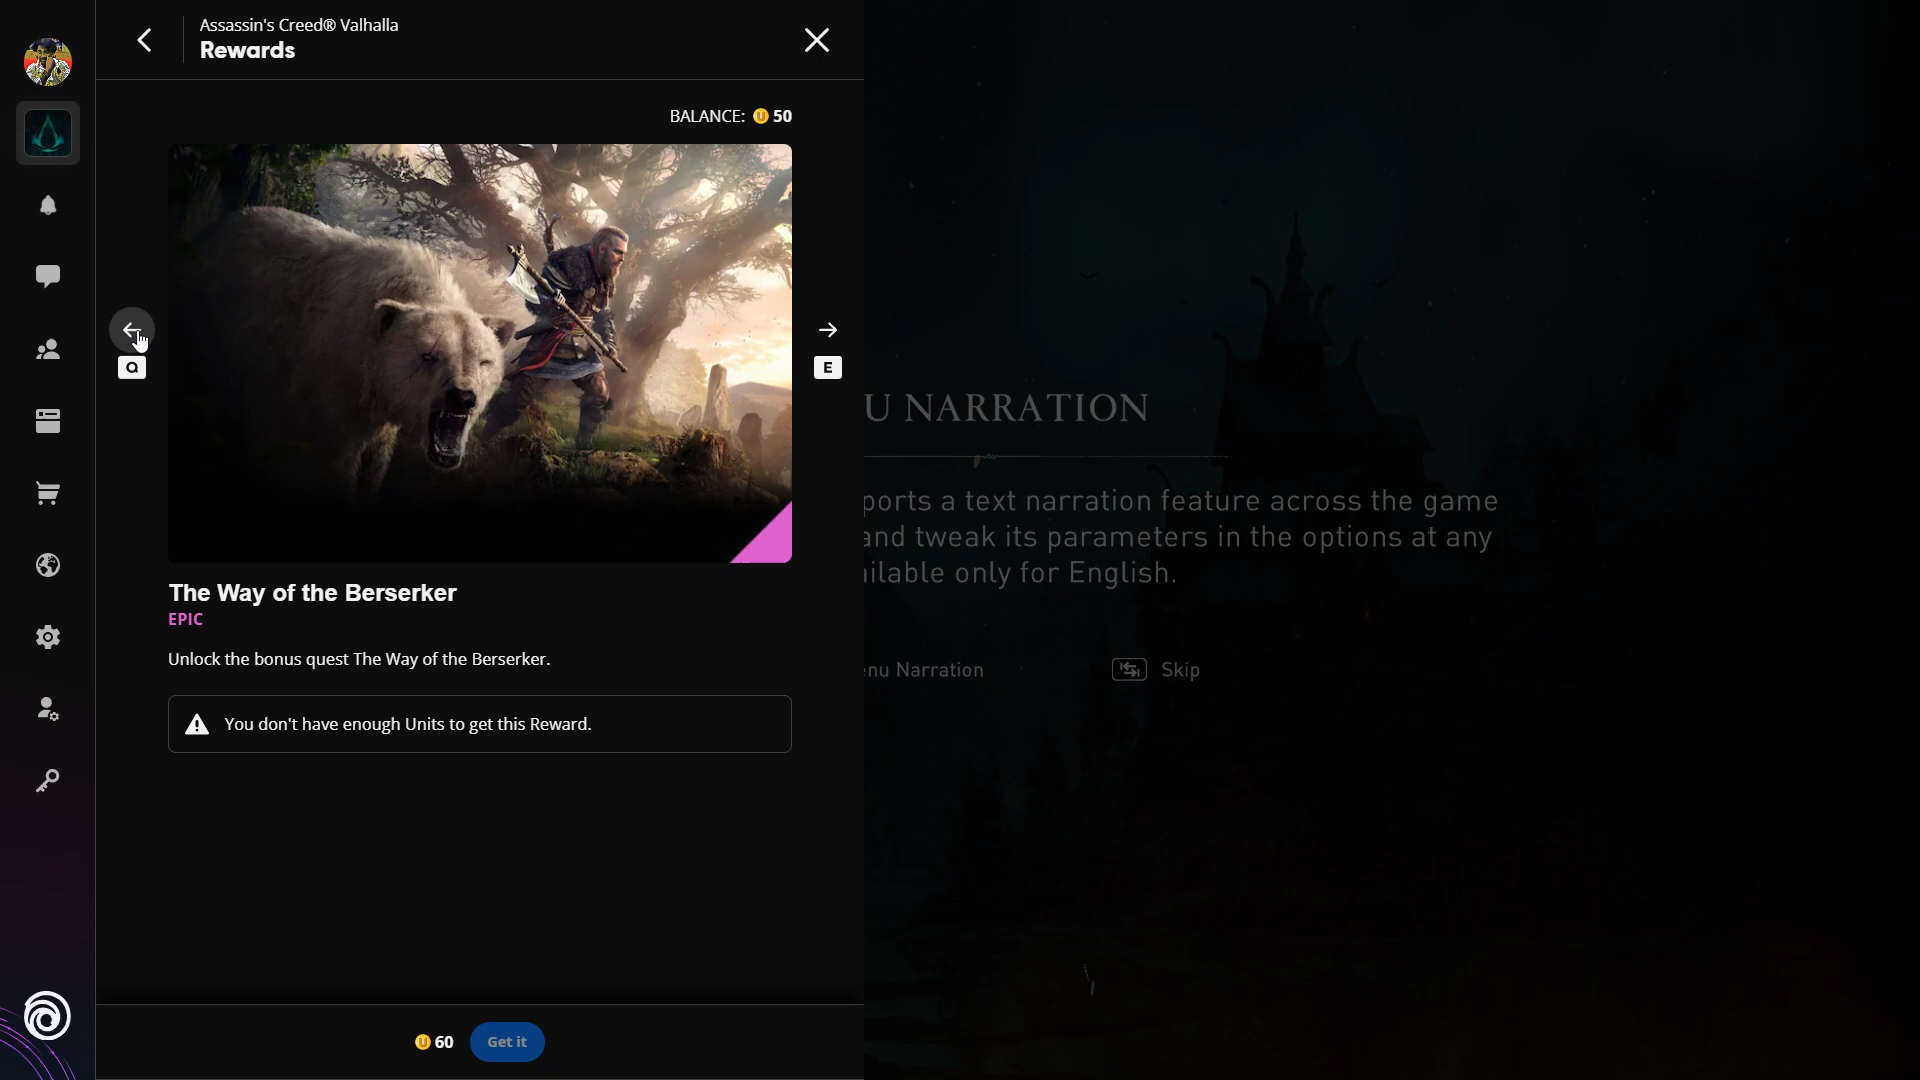 Assassin's Creed® Valhalla
Rewards
BALANCE: 50
Q
E
U NARRATION
ports a text narration feature across the game
and tweak its parameters in the options at any
ilable only for English.
The Way of the Berserker
EPIC
Unlock the bonus quest The Way of the Berserker.
enu Narration
Skip
You don't have enough Units to get this Reward.
60
Get it